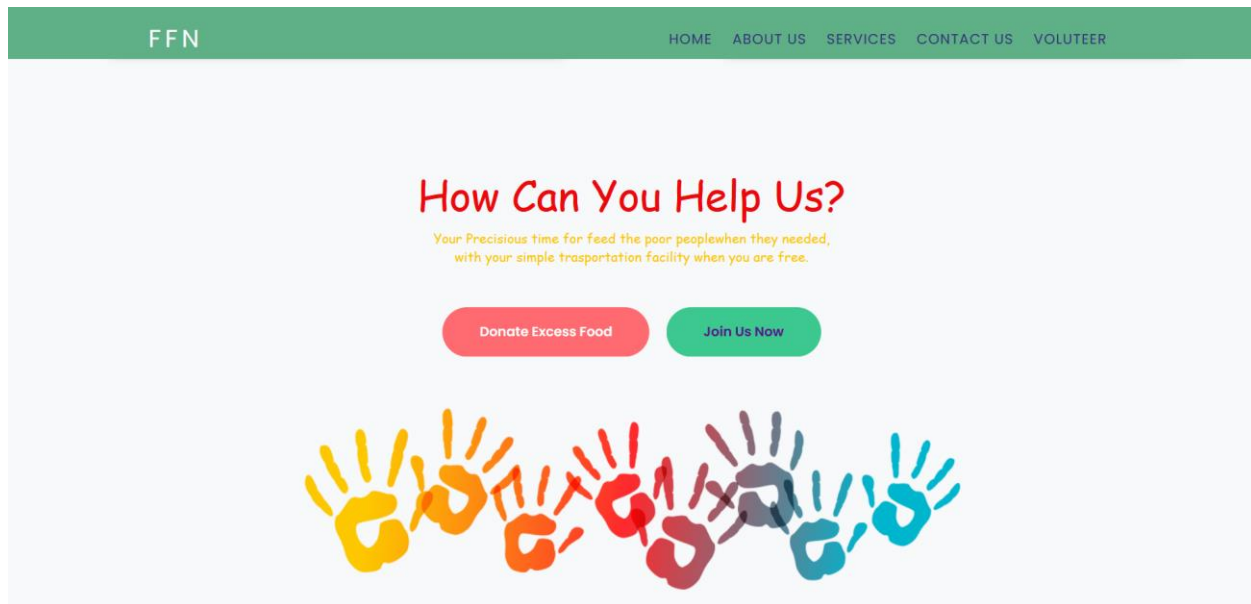 FFN
HOME ABOUT US SERVICES CONTACT US VOLUTEER
How Can You Help Us?
Your Precisious time for feed the poor peoplewhen they needed,
with your simple trasportation facility when you are free.
Donate Excess Food
Join Us Now